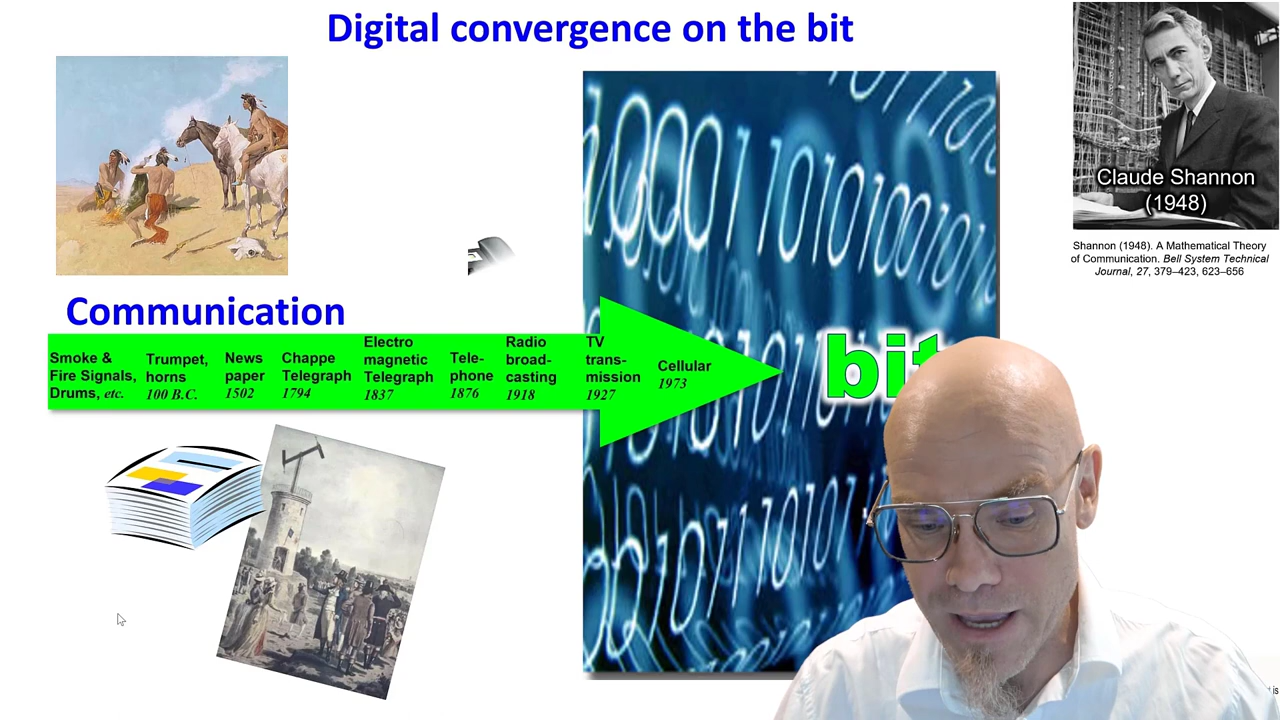 Digital convergence on the bit
Claude Shannon
(1948)
Shannon (1948). A Mathematical Theory
of Communication. Bell System Technical
Journal, 27, 379–423, 623–656
Communication
Smoke &
Fire Signals,
Drums, etc.
Trumpet,
horns
100 B.C.
News
paper
1502
Chappe
Telegraph
1794
Electro
magnetic
Telegraph
1837
Tele-
phone
1876
Radio
broad-
casting
1918
TV
trans-
mission
1927
Cellular
1973
bit